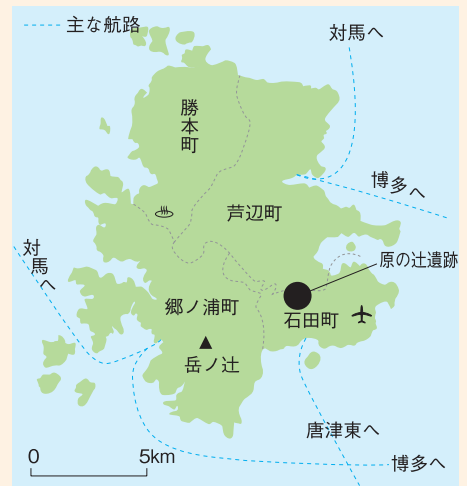 主な航路
対馬へ
勝本町
博多へ
芦辺町
対馬へ
原の辻遺跡
郷ノ浦町
石田町
岳ノ辻
唐津東へ
博多へ
0 5km